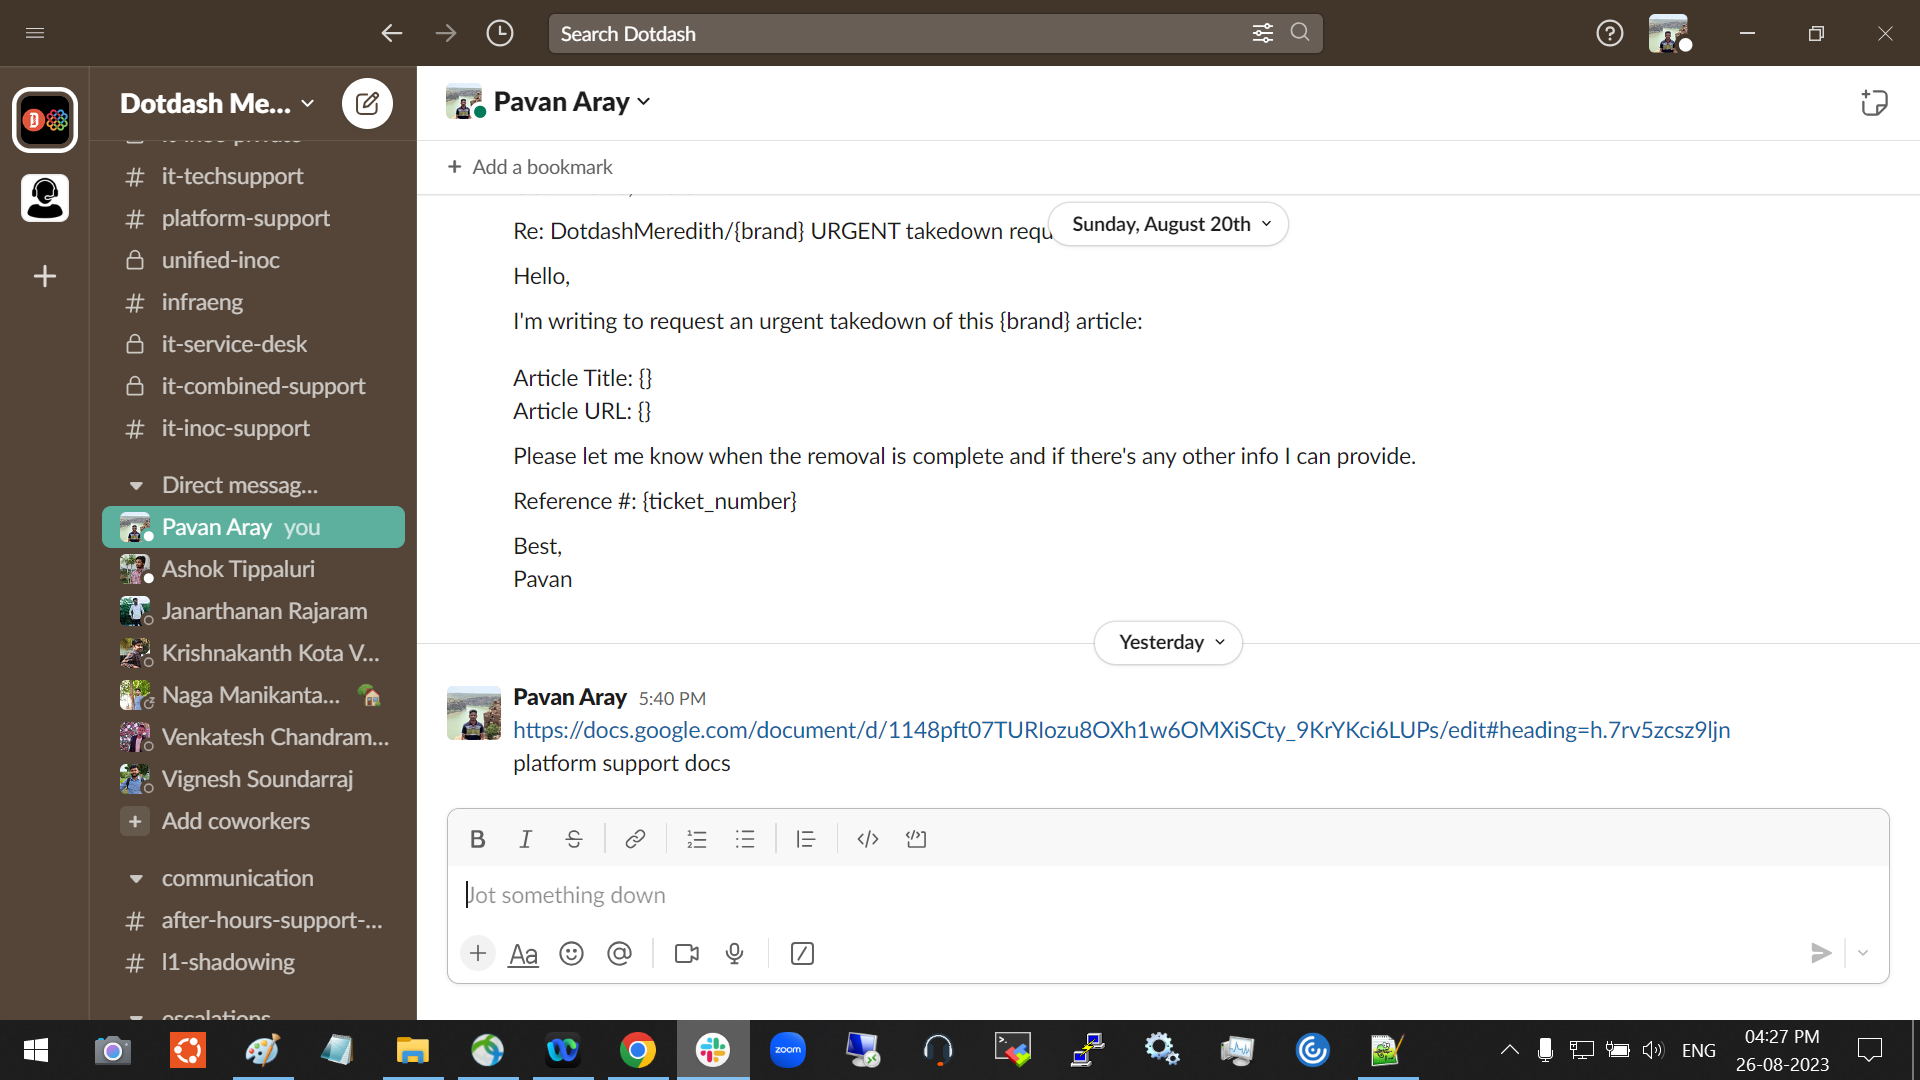 Search Dotdash
Dotdash Me...
it-techsupport
platform-support
unified-inoc
infraeng
it-service-desk
it-combined-support
it-inoc-support
Direct messag...
Pavan Aray you
Ashok Tippaluri
Janarthanan Rajaram
Krishnakanth Kota V...
Naga Manikanta...
Venkatesh Chandram...
Vignesh Soundarraj
+ Add coworkers
communication
# after-hours-support-...
# l1-shadowing
escalations
Pavan Aray
+ Add a bookmark
Sunday, August 20th
Re: DotdashMeredith/{brand} URGENT takedown requ
Hello,
I'm writing to request an urgent takedown of this {brand} article:
Article Title: {}
Article URL: {}
Please let me know when the removal is complete and if there's any other info I can provide.
Reference #: {ticket_number}
Best,
Pavan
Yesterday
Pavan Aray 5:40 PM
https://docs.google.com/document/d/1148pft07TURIozu8OXh1w6OMXiSCty_9KrYKci6LUPs/edit#heading=h.7rv5zcsz9ljn
platform support docs
Jot something down
Aa
zoom
ENG
04:27 PM
26-08-2023